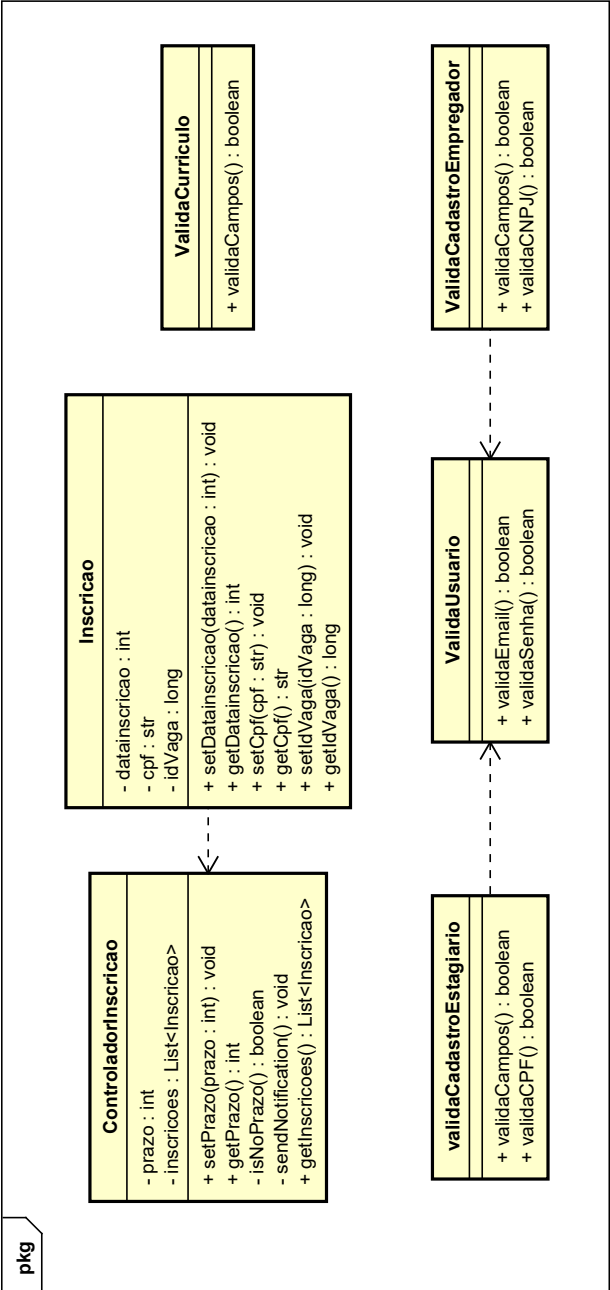 pkg
ControladorInscricao
- prazo : int
- inscricoes : List<Inscricao>
+ setPrazo(prazo : int) : void
+ getPrazo() : int
- isNoPrazo() : boolean
- sendNotification() : void
+ getInscricoes() : List<Inscricao>
Inscricao
- datainscricao : int
- cpf : str
- idVaga : long
+ setDatainscricao(datainscricao : int) : void
+ getDatainscricao() : int
+ setCpf(cpf : str) : void
+ getCpf() : str
+ setIdVaga(idVaga : long) : void
+ getIdVaga() : long
ValidaCurriculo
+ validaCampos() : boolean
validaCadastroEstagiario
+ validaCampos() : boolean
+ validaCPF() : boolean
ValidaUsuario
+ validaEmail() : boolean
+ validaSenha() : boolean
ValidaCadastroEmpregador
+ validaCampos() : boolean
+ validaCNPJ() : boolean